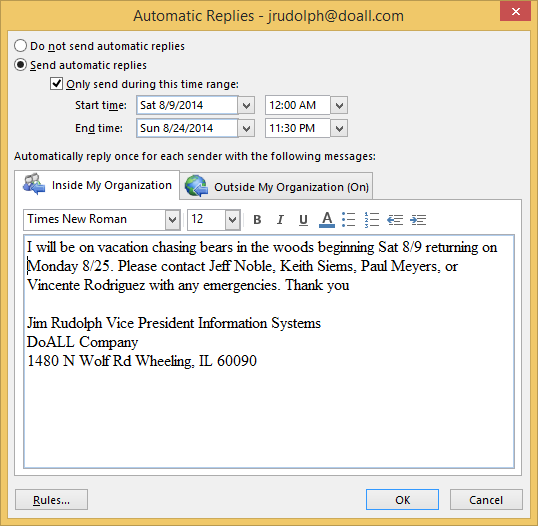 Automatic Replies - jrudolph@doall.com
Do not send automatic replies
Send automatic replies
Only send during this time range:
Start time: Sat 8/9/2014 12:00 AM
End time: Sun 8/24/2014 11:30 PM
Automatically reply once for each sender with the following messages:
Inside My Organization Outside My Organization (On)
Times New Roman 12 B I U A
I will be on vacation chasing bears in the woods beginning Sat 8/9 returning on
Monday 8/25. Please contact Jeff Noble, Keith Siems, Paul Meyers, or
Vincente Rodriguez with any emergencies. Thank you
Jim Rudolph Vice President Information Systems
DoALL Company
1480 N Wolf Rd Wheeling, IL 60090
Rules... OK Cancel